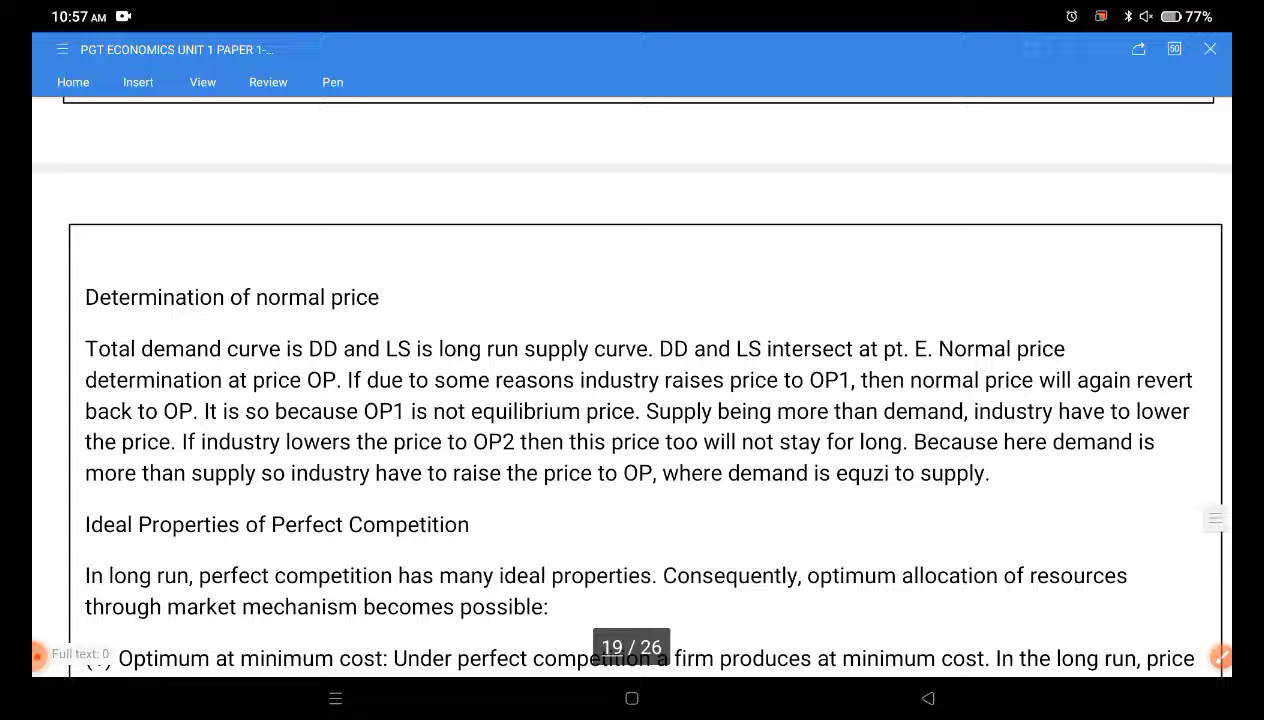 10:57 AM
77%
PGT ECONOMICS UNIT 1 PAPER 1-...
50
Home Insert View Review Pen
Determination of normal price
Total demand curve is DD and LS is long run supply curve. DD and LS intersect at pt. E. Normal price
determination at price OP. If due to some reasons industry raises price to OP1, then normal price will again revert
back to OP. It is so because OP1 is not equilibrium price. Supply being more than demand, industry have to lower
the price. If industry lowers the price to OP2 then this price too will not stay for long. Because here demand is
more than supply so industry have to raise the price to OP, where demand is equzi to supply.
Ideal Properties of Perfect Competition
In long run, perfect competition has many ideal properties. Consequently, optimum allocation of resources
through market mechanism becomes possible:
Full text: 0
19 / 26
Optimum at minimum cost: Under perfect competition a firm produces at minimum cost. In the long run, price